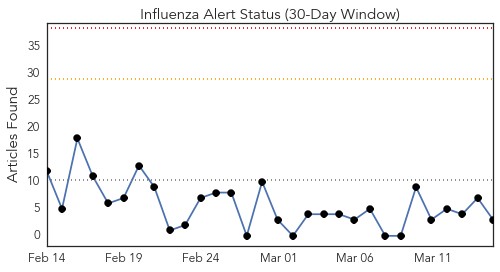 Influenza Alert Status (30-Day Window)
Articles Found
35
30
25
20
15
10
5
0
Feb 14 Feb 19 Feb 24 Mar 01 Mar 06 Mar 11